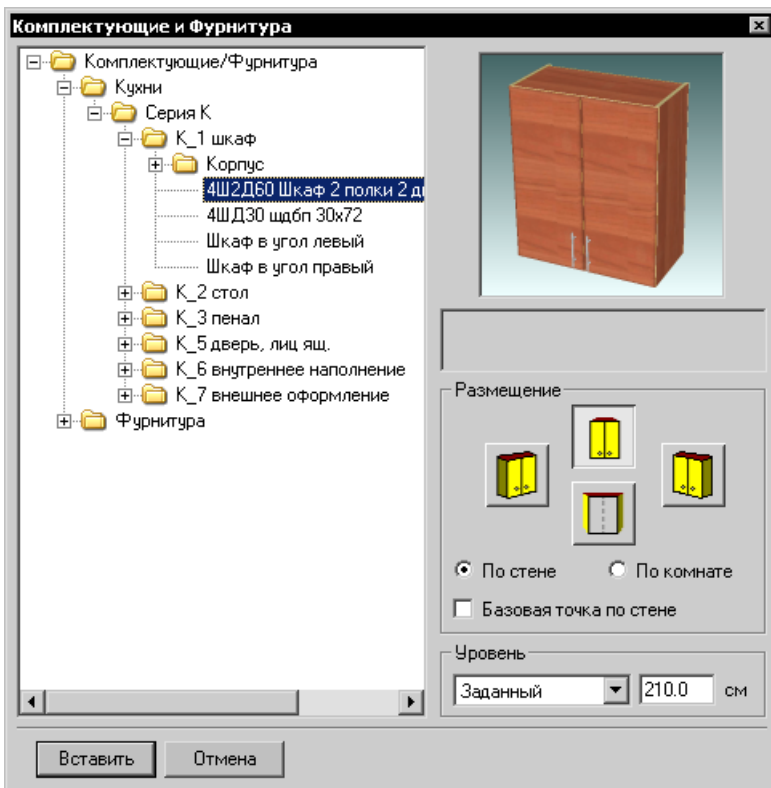 Комплектующие и Фурнитура
Комплектующие/Фурнитура
Кухни
Серия К
К_1 шкаф
Корпус
4Ш2Д60 Шкаф 2 полки 2 д
4ШД30 щдбп 30х72
Шкаф в угол левый
Шкаф в угол правый
К_2 стол
К_3 пенал
К_5 дверь, лиц ящ.
К_6 внутреннее наполнение
К_7 внешнее оформление
Фурнитура
Размещение
По стене
По комнате
Базовая точка по стене
Уровень
Заданный
210.0
см
Вставить
Отмена